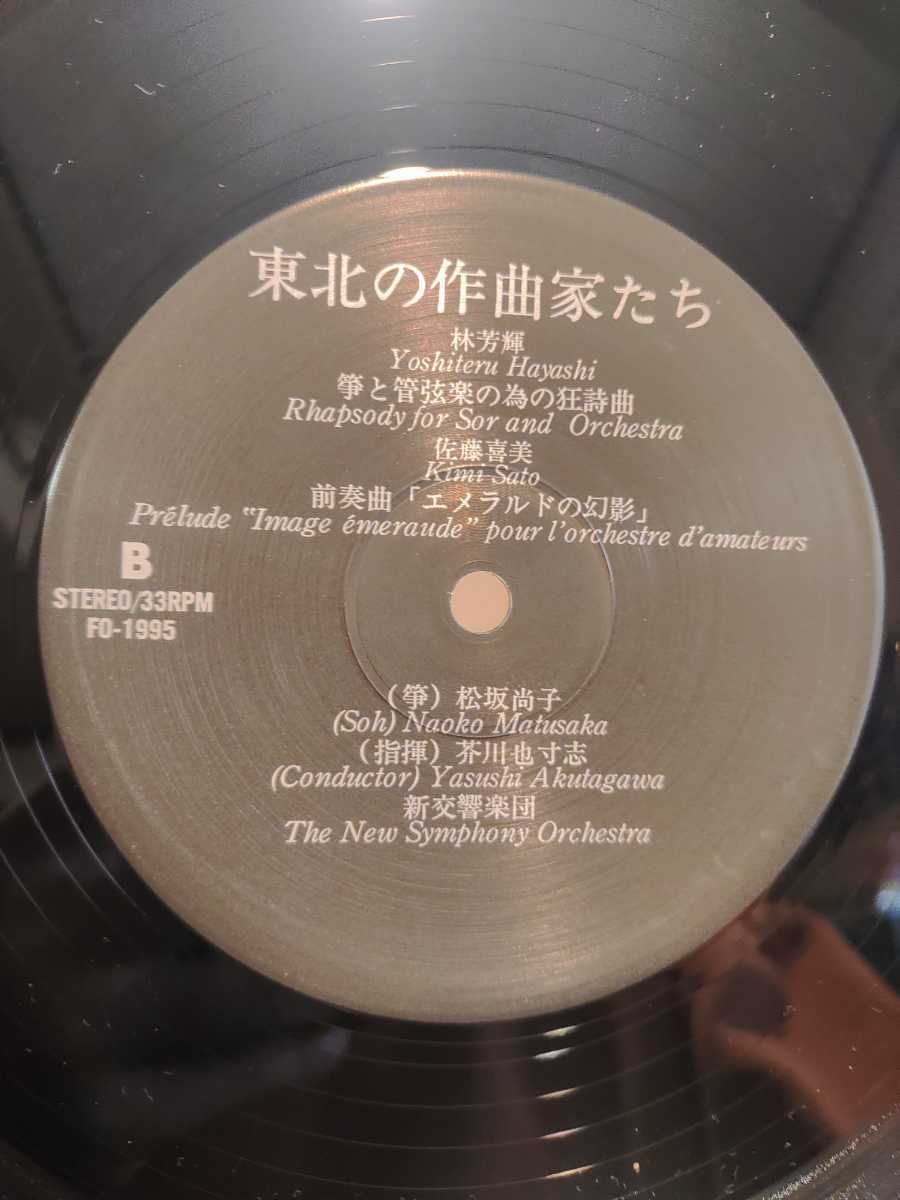 東北の作曲家たち
林芳輝
Yoshiteru Hayashi
箏と管弦楽の為の狂詩曲
Rhapsody for Sor and Orchestra
佐藤喜美
Kimi Sato
前奏曲「エメラルドの幻影」
Prélude "Image émeraude" pour l'orchestre d'amateurs
B
STEREO/33RPM
FO-1995
(箏) 松坂尚子
(Soh) Naoko Matusaka
(指揮) 芥川也寸志
(Conductor) Yasushi Akutagawa
新交響楽団
The New Symphony Orchestra